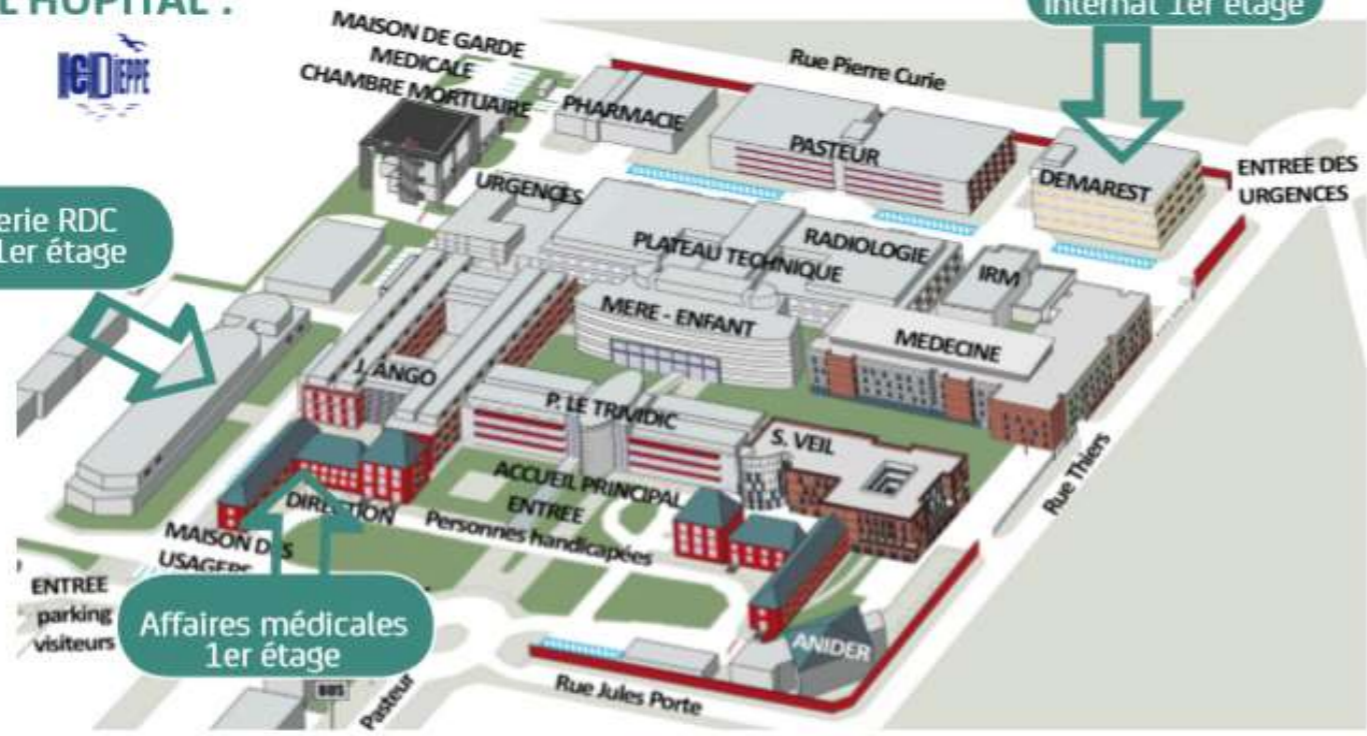 L'HOPITAL :
IGDIEPPE
Internat 1er étage
MAISON DE GARDE
MEDICALE
CHAMBRE MORTUAIRE
Rue Pierre Curie
PHARMACIE
PASTEUR
DEMAREST
ENTREE DES
URGENCES
URGENCES
erie RDC
1er étage
PLATEAU TECHNIQUE
RADIOLOGIE
IRM
MERE - ENFANT
MEDECINE
J. ANGO
P. LE TRIVIDIC
S. VEIL
Rue Thiers
ACCUEIL PRINCIPAL
ENTREE
Personnes handicapées
DIRECTION
MAISON DES
USAGERS
ENTREE
parking
visiteurs
Affaires médicales
1er étage
BUS
Pasteur
ANIDER
Rue Jules Porte